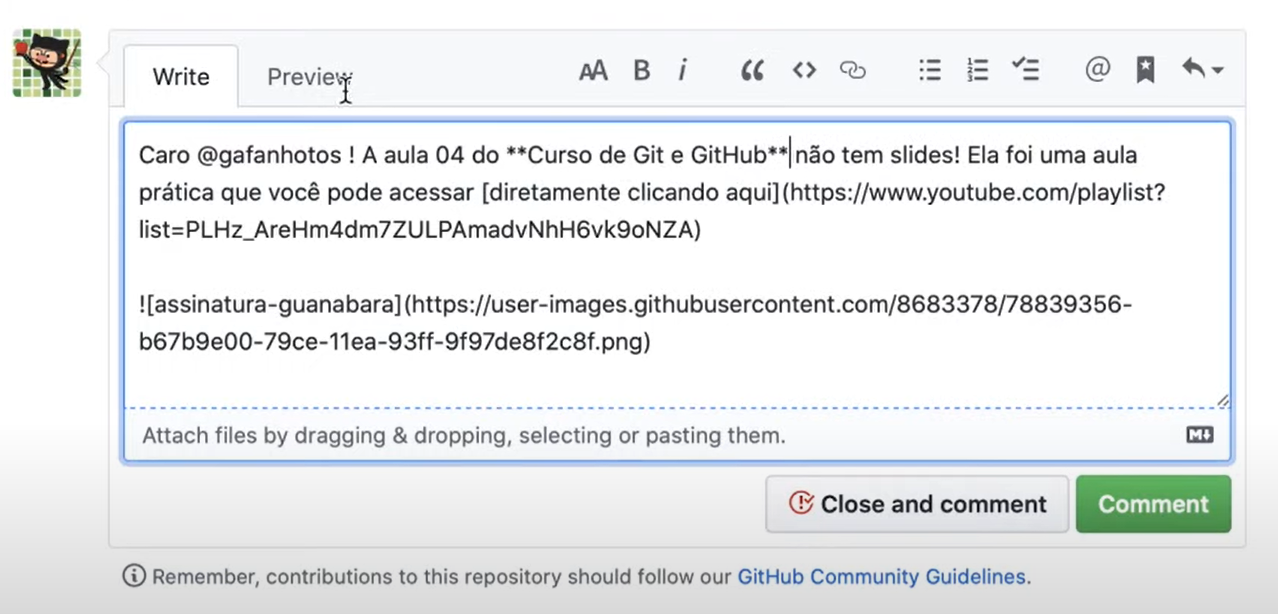 Write Preview AA B i @
Caro @gafanhotos ! A aula 04 do **Curso de Git e GitHub** não tem slides! Ela foi uma aula
prática que você pode acessar [diretamente clicando aqui](https://www.youtube.com/playlist?
list=PLHz_AreHm4dm7ZULPAmadvNhH6vk9oNZA)
![assinatura-guanabara](https://user-images.githubusercontent.com/8683378/78839356-
b67b9e00-79ce-11ea-93ff-9f97de8f2c8f.png)
Attach files by dragging & dropping, selecting or pasting them. M↓
Close and comment Comment
Remember, contributions to this repository should follow our GitHub Community Guidelines.